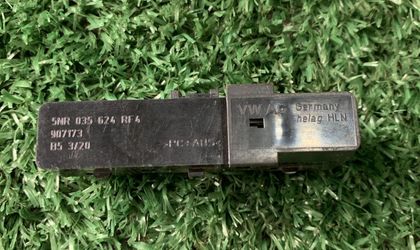 5NR 035 624 RF4
907173
B5 3/20
>PC+ABS<
VW AG Germany
helag HLN